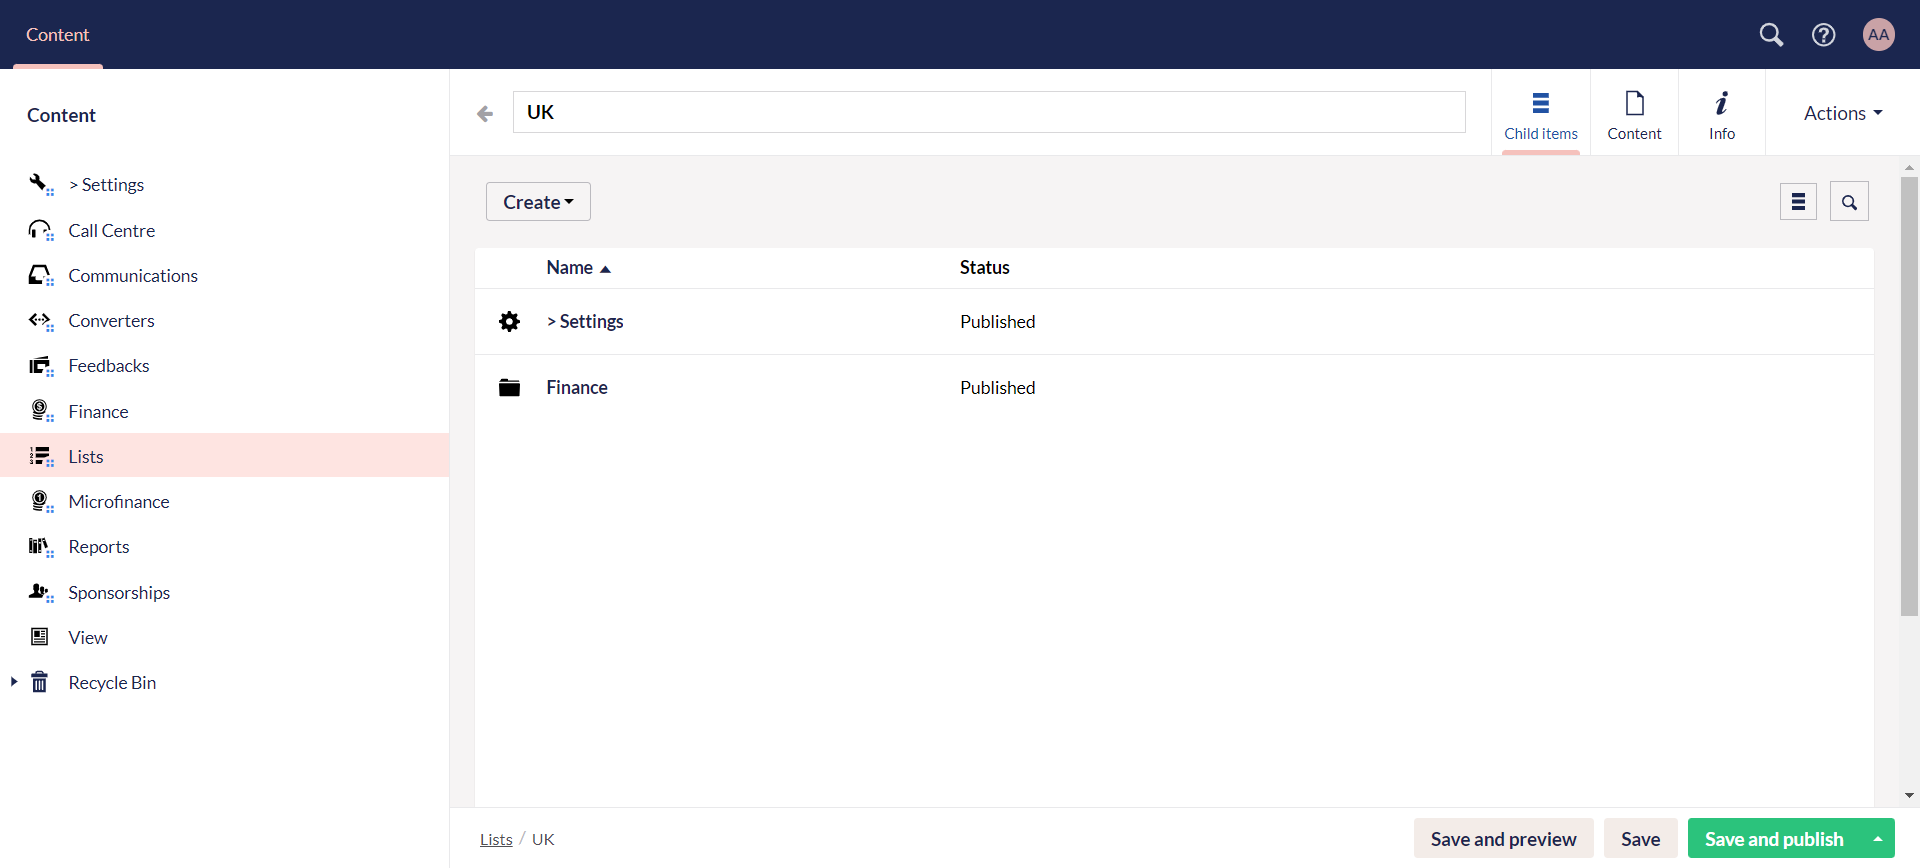 Content
AA
Content
> Settings
Call Centre
Communications
Converters
Feedbacks
Finance
Lists
Microfinance
Reports
Sponsorships
View
Recycle Bin
UK
Child items
Content
Info
Actions
Create
Name Status
> Settings Published
Finance Published
Lists / UK
Save and preview
Save
Save and publish